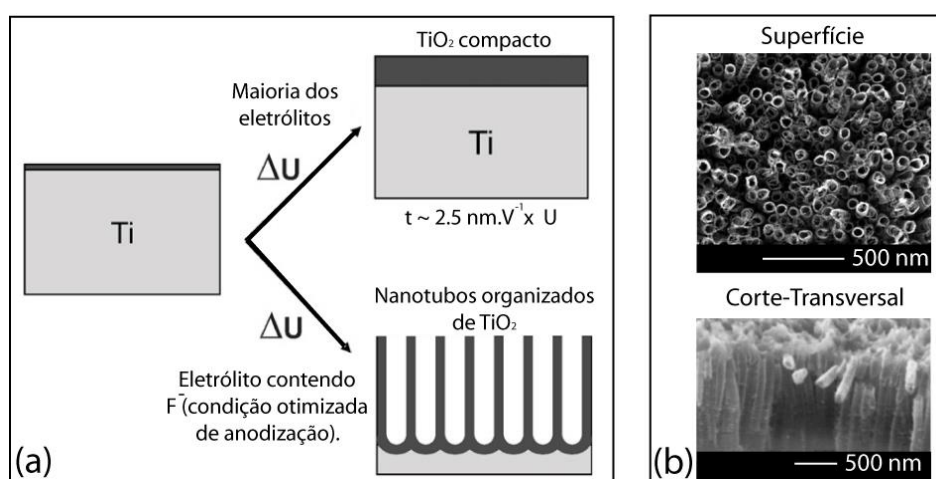 TiO₂ compacto
Maioria dos
eletrólitos
ΔU
Ti
Ti
t ~ 2.5 nm.V⁻¹x U
ΔU
Nanotubos organizados
de TiO₂
Eletrólito contendo
F⁻(condição otimizada
de anodização).
(a)
Superfície
500 nm
Corte-Transversal
500 nm
(b)